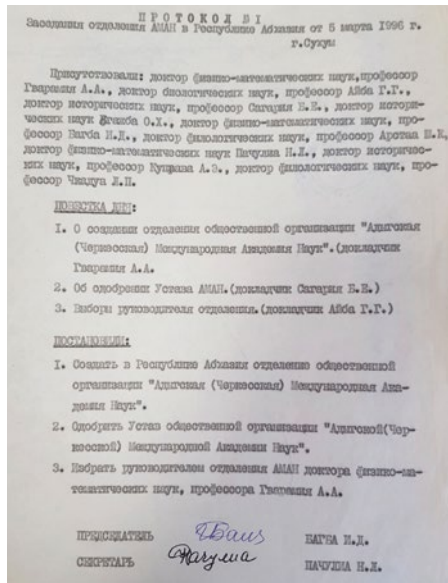 ПРОТОКОЛ № I
Заседания отделения АМАН в Республике Абхазия от 5 марта 1996 г.
г.Сухум
Присутствовали: доктор физико-математических наук, профессор
Гварамия А.А., доктор биологических наук, профессор Айба Г.Г.,
доктор исторических наук, профессор Сагария Б.Е., доктор истори-
ческих наук Бгажба О.Х., доктор физико-математических наук, про-
фессор Багба И.Д., доктор филологических наук, профессор Аршба Н.В,
доктор физико-математических наук Пачулиа Н.Л., доктор историчес-
ких наук, профессор Куправа А.Э., доктор филологических наук, про-
фессор Чкадуа Л.П.
ПОВЕСТКА ДНЯ:
I. О создании отделения общественной организации "Адыгская
(Черкесская) Международная Академия Наук".(докладчик
Гварамия А.А.
2. Об одобрении Устава АМАН.(докладчик Сагария Б.Е.)
3. Выборы руководителя отделения.(докладчик Айба Г.Г.)
ПОСТАНОВИЛИ:
I. Создать в Республике Абхазия отделение общественной
организации "Адыгская (Черкесская) Международная Ака-
демия Наук".
2. Одобрить Устав общественной организации "Адыгской(Чер-
кесской) Международной Академии Наук".
3. Избрать руководителем отделения АМАН доктора физико-ма-
тематических наук, профессора Гварамия А.А.
ПРЕДСЕДАТЕЛЬ БАГБА И.Д.
СЕКРЕТАРЬ Пачулиа ПАЧУЛИА Н.Л.